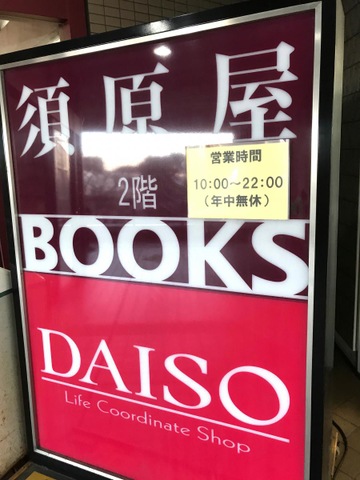 須原屋
営業時間
10:00～22:00
(年中無休)
2階
BOOKS
DAISO
Life Coordinate Shop